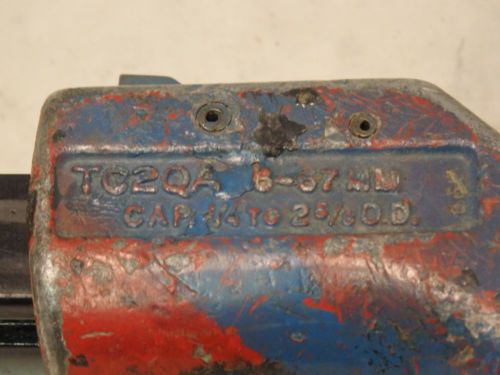 TC2QA 6-67 MM
CAP. 1/4 TO 2 5/8 O.D.